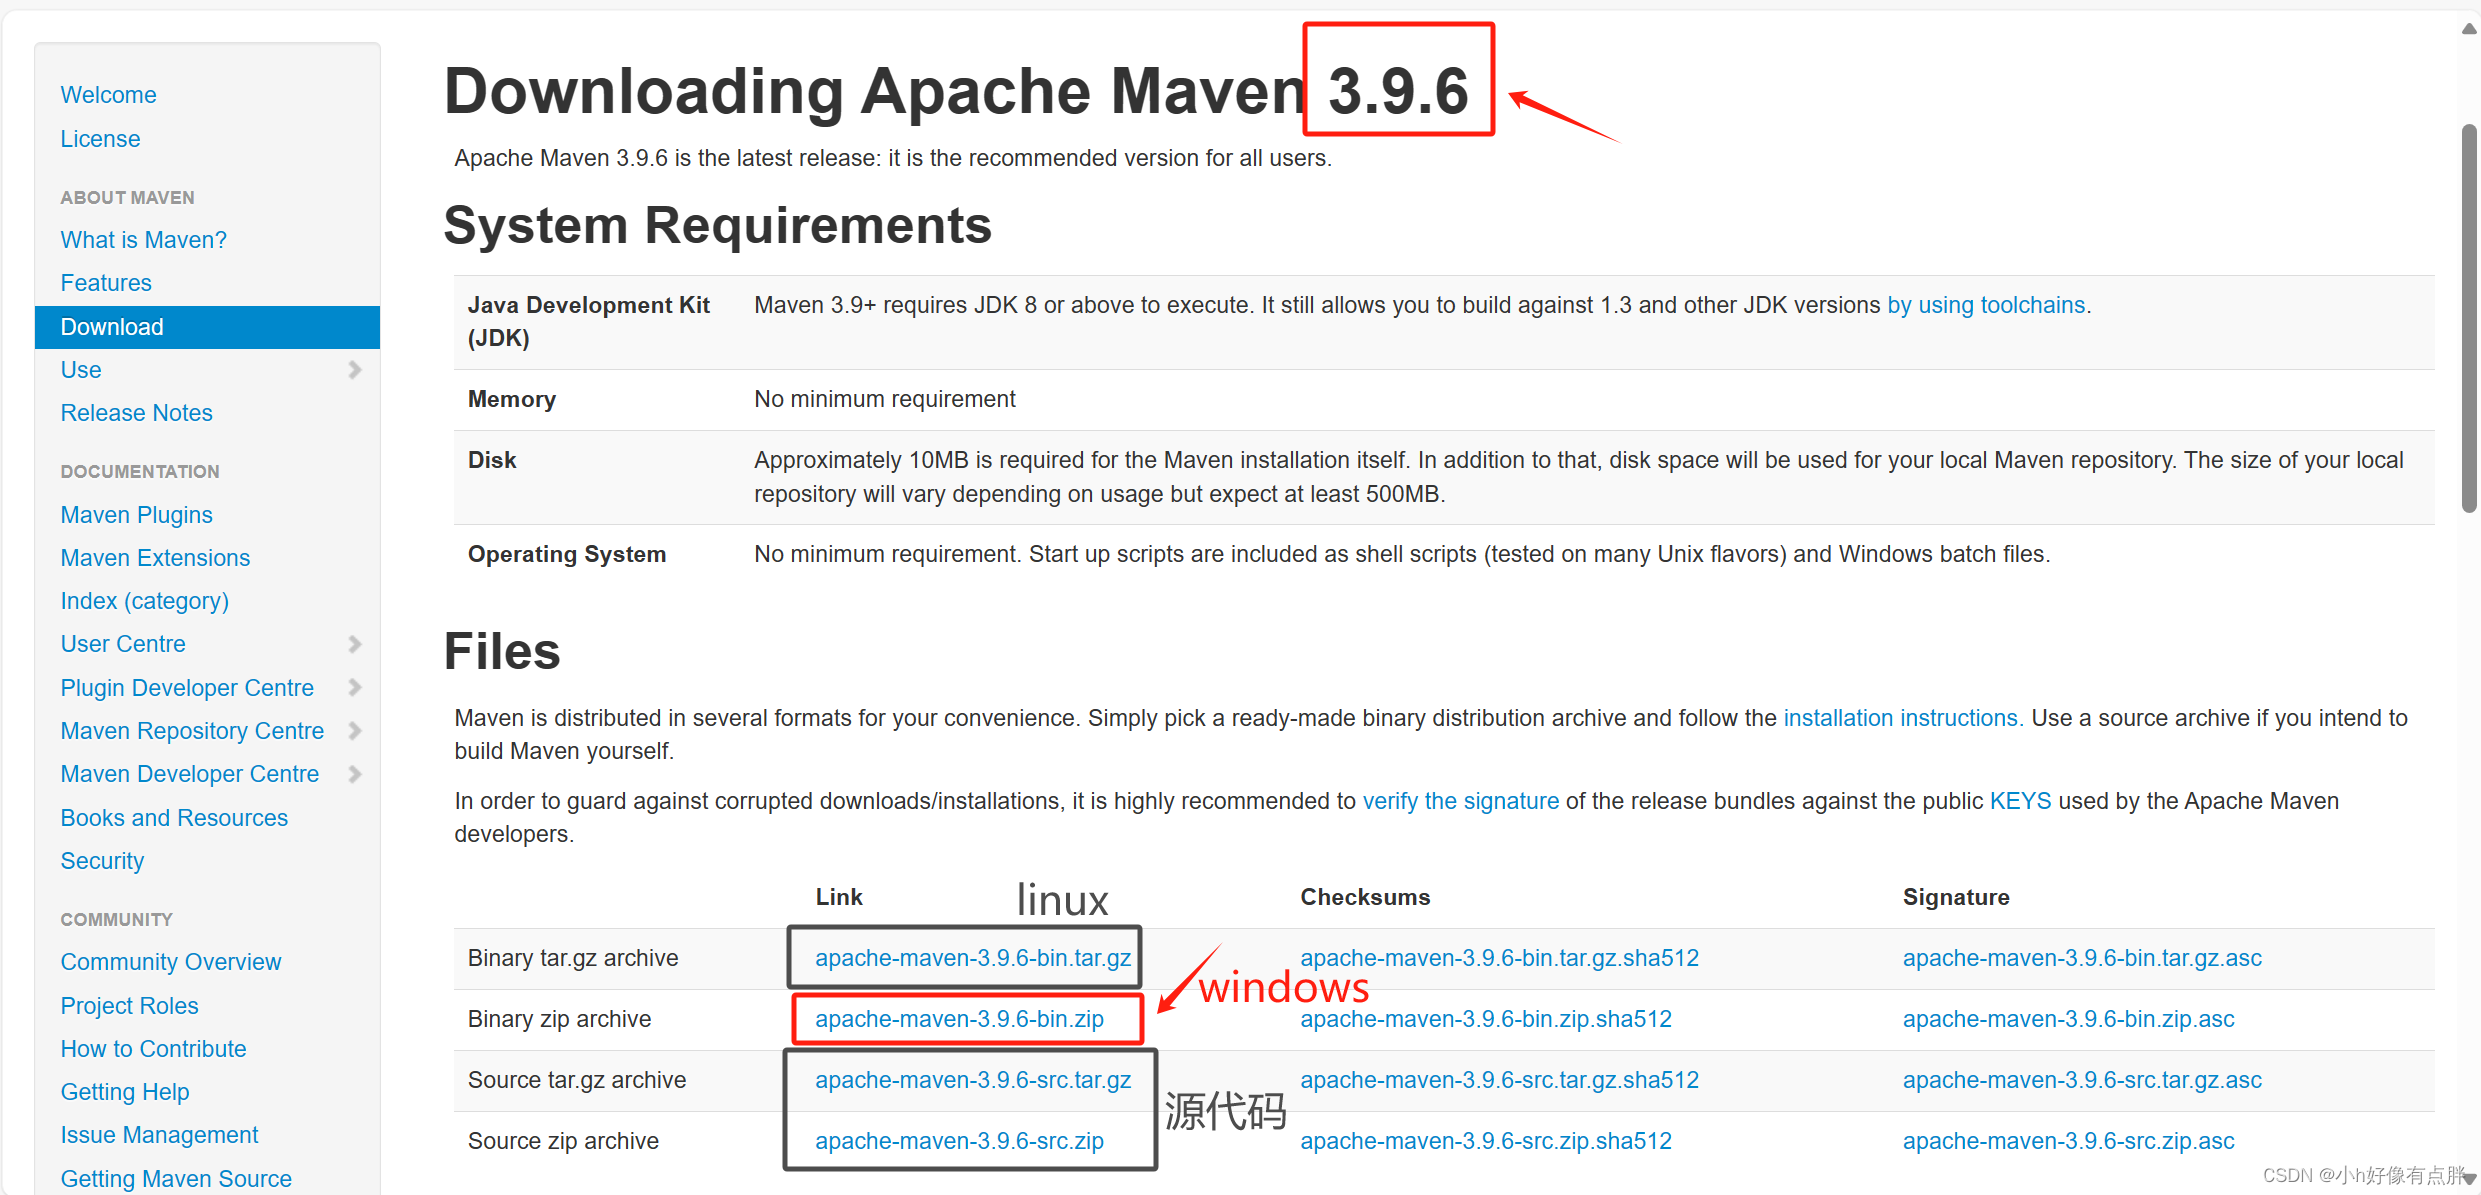 Welcome
License
ABOUT MAVEN
What is Maven?
Features
Download
Use
Release Notes
DOCUMENTATION
Maven Plugins
Maven Extensions
Index (category)
User Centre
Plugin Developer Centre
Maven Repository Centre
Maven Developer Centre
Books and Resources
Security
COMMUNITY
Community Overview
Project Roles
How to Contribute
Getting Help
Issue Management
Getting Maven Source
Downloading Apache Maven 3.9.6
Apache Maven 3.9.6 is the latest release: it is the recommended version for all users.
System Requirements
Java Development Kit (JDK)
Maven 3.9+ requires JDK 8 or above to execute. It still allows you to build against 1.3 and other JDK versions by using toolchains.
Memory No minimum requirement
Disk Approximately 10MB is required for the Maven installation itself. In addition to that, disk space will be used for your local Maven repository. The size of your local
repository will vary depending on usage but expect at least 500MB.
Operating System No minimum requirement. Start up scripts are included as shell scripts (tested on many Unix flavors) and Windows batch files.
Files
Maven is distributed in several formats for your convenience. Simply pick a ready-made binary distribution archive and follow the installation instructions. Use a source archive if you intend to
build Maven yourself.
In order to guard against corrupted downloads/installations, it is highly recommended to verify the signature of the release bundles against the public KEYS used by the Apache Maven
developers.
Link linux Checksums Signature
Binary tar.gz archive apache-maven-3.9.6-bin.tar.gz apache-maven-3.9.6-bin.tar.gz.sha512 apache-maven-3.9.6-bin.tar.gz.asc
windows
Binary zip archive apache-maven-3.9.6-bin.zip apache-maven-3.9.6-bin.zip.sha512 apache-maven-3.9.6-bin.zip.asc
Source tar.gz archive apache-maven-3.9.6-src.tar.gz apache-maven-3.9.6-src.tar.gz.sha512 apache-maven-3.9.6-src.tar.gz.asc
源代码
Source zip archive apache-maven-3.9.6-src.zip apache-maven-3.9.6-src.zip.sha512 apache-maven-3.9.6-src.zip.asc
CSDN @小h好像有点胖